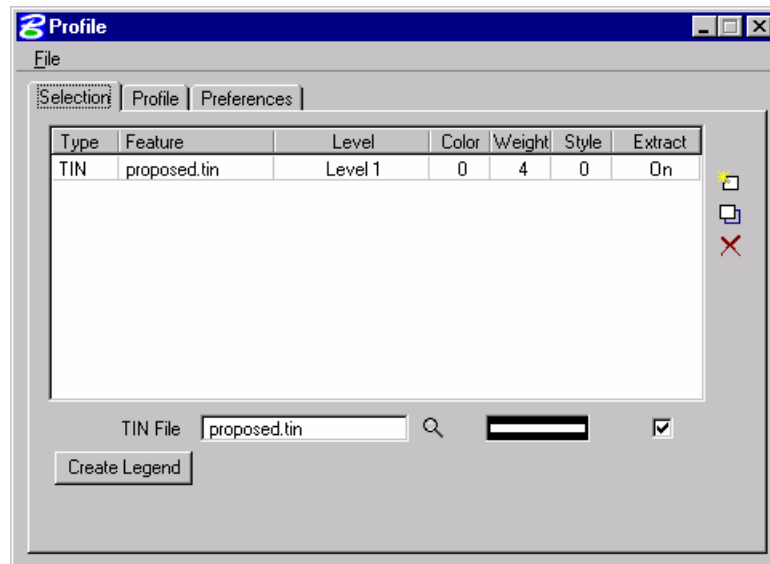 Profile
File
Selection Profile Preferences
Type Feature Level Color Weight Style Extract
TIN proposed.tin Level 1 0 4 0 On
TIN File proposed.tin
Create Legend